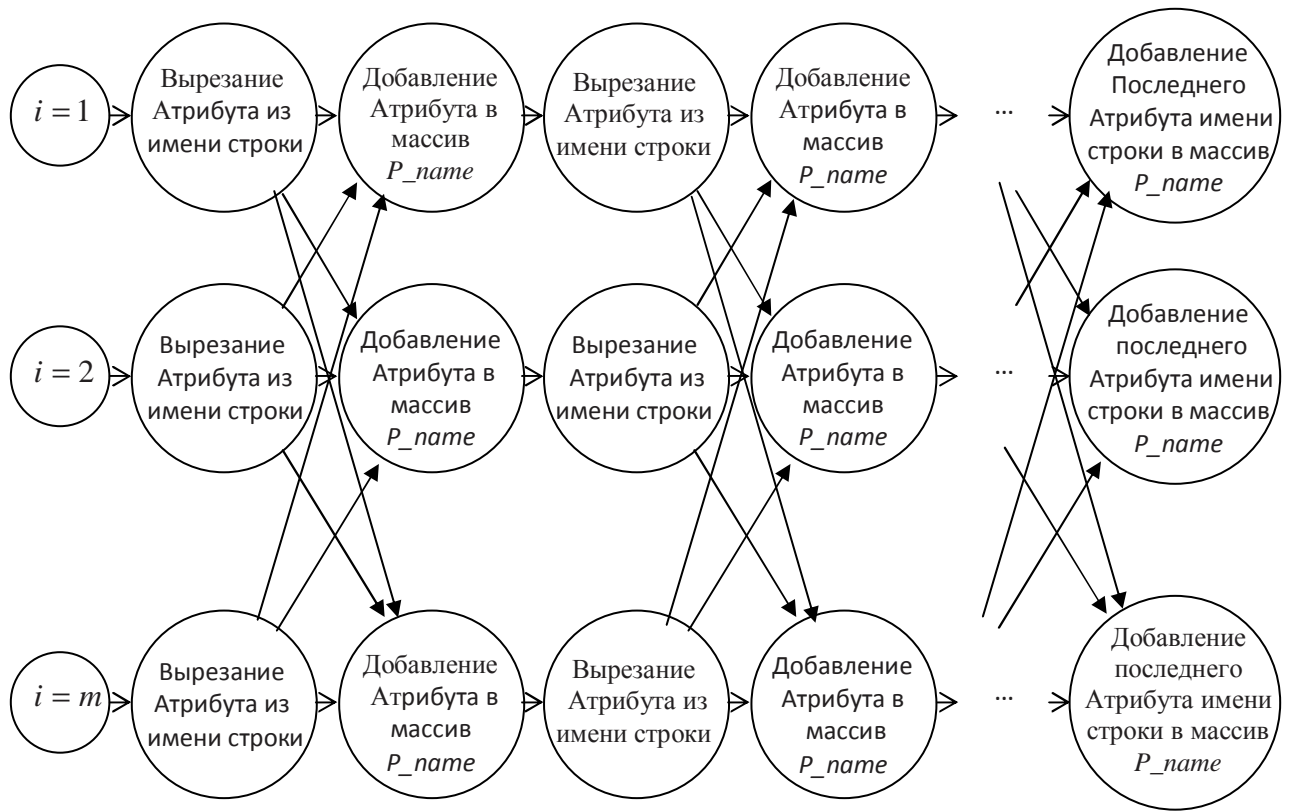 i = 1
Вырезание
Атрибута из
имени строки
Добавление
Атрибута в
массив
P_name
Вырезание
Атрибута из
имени строки
Добавление
Атрибута в
массив
P_name
...
Добавление
Последнего
Атрибута имени
строки в массив
P_name
i = 2
Вырезание
Атрибута из
имени строки
Добавление
Атрибута в
массив
P_name
Вырезание
Атрибута из
имени строки
Добавление
Атрибута в
массив
P_name
...
Добавление
последнего
Атрибута имени
строки в массив
P_name
i = m
Вырезание
Атрибута из
имени строки
Добавление
Атрибута в
массив
P_name
Вырезание
Атрибута из
имени строки
Добавление
Атрибута в
массив
P_name
...
Добавление
последнего
Атрибута имени
строки в массив
P_name